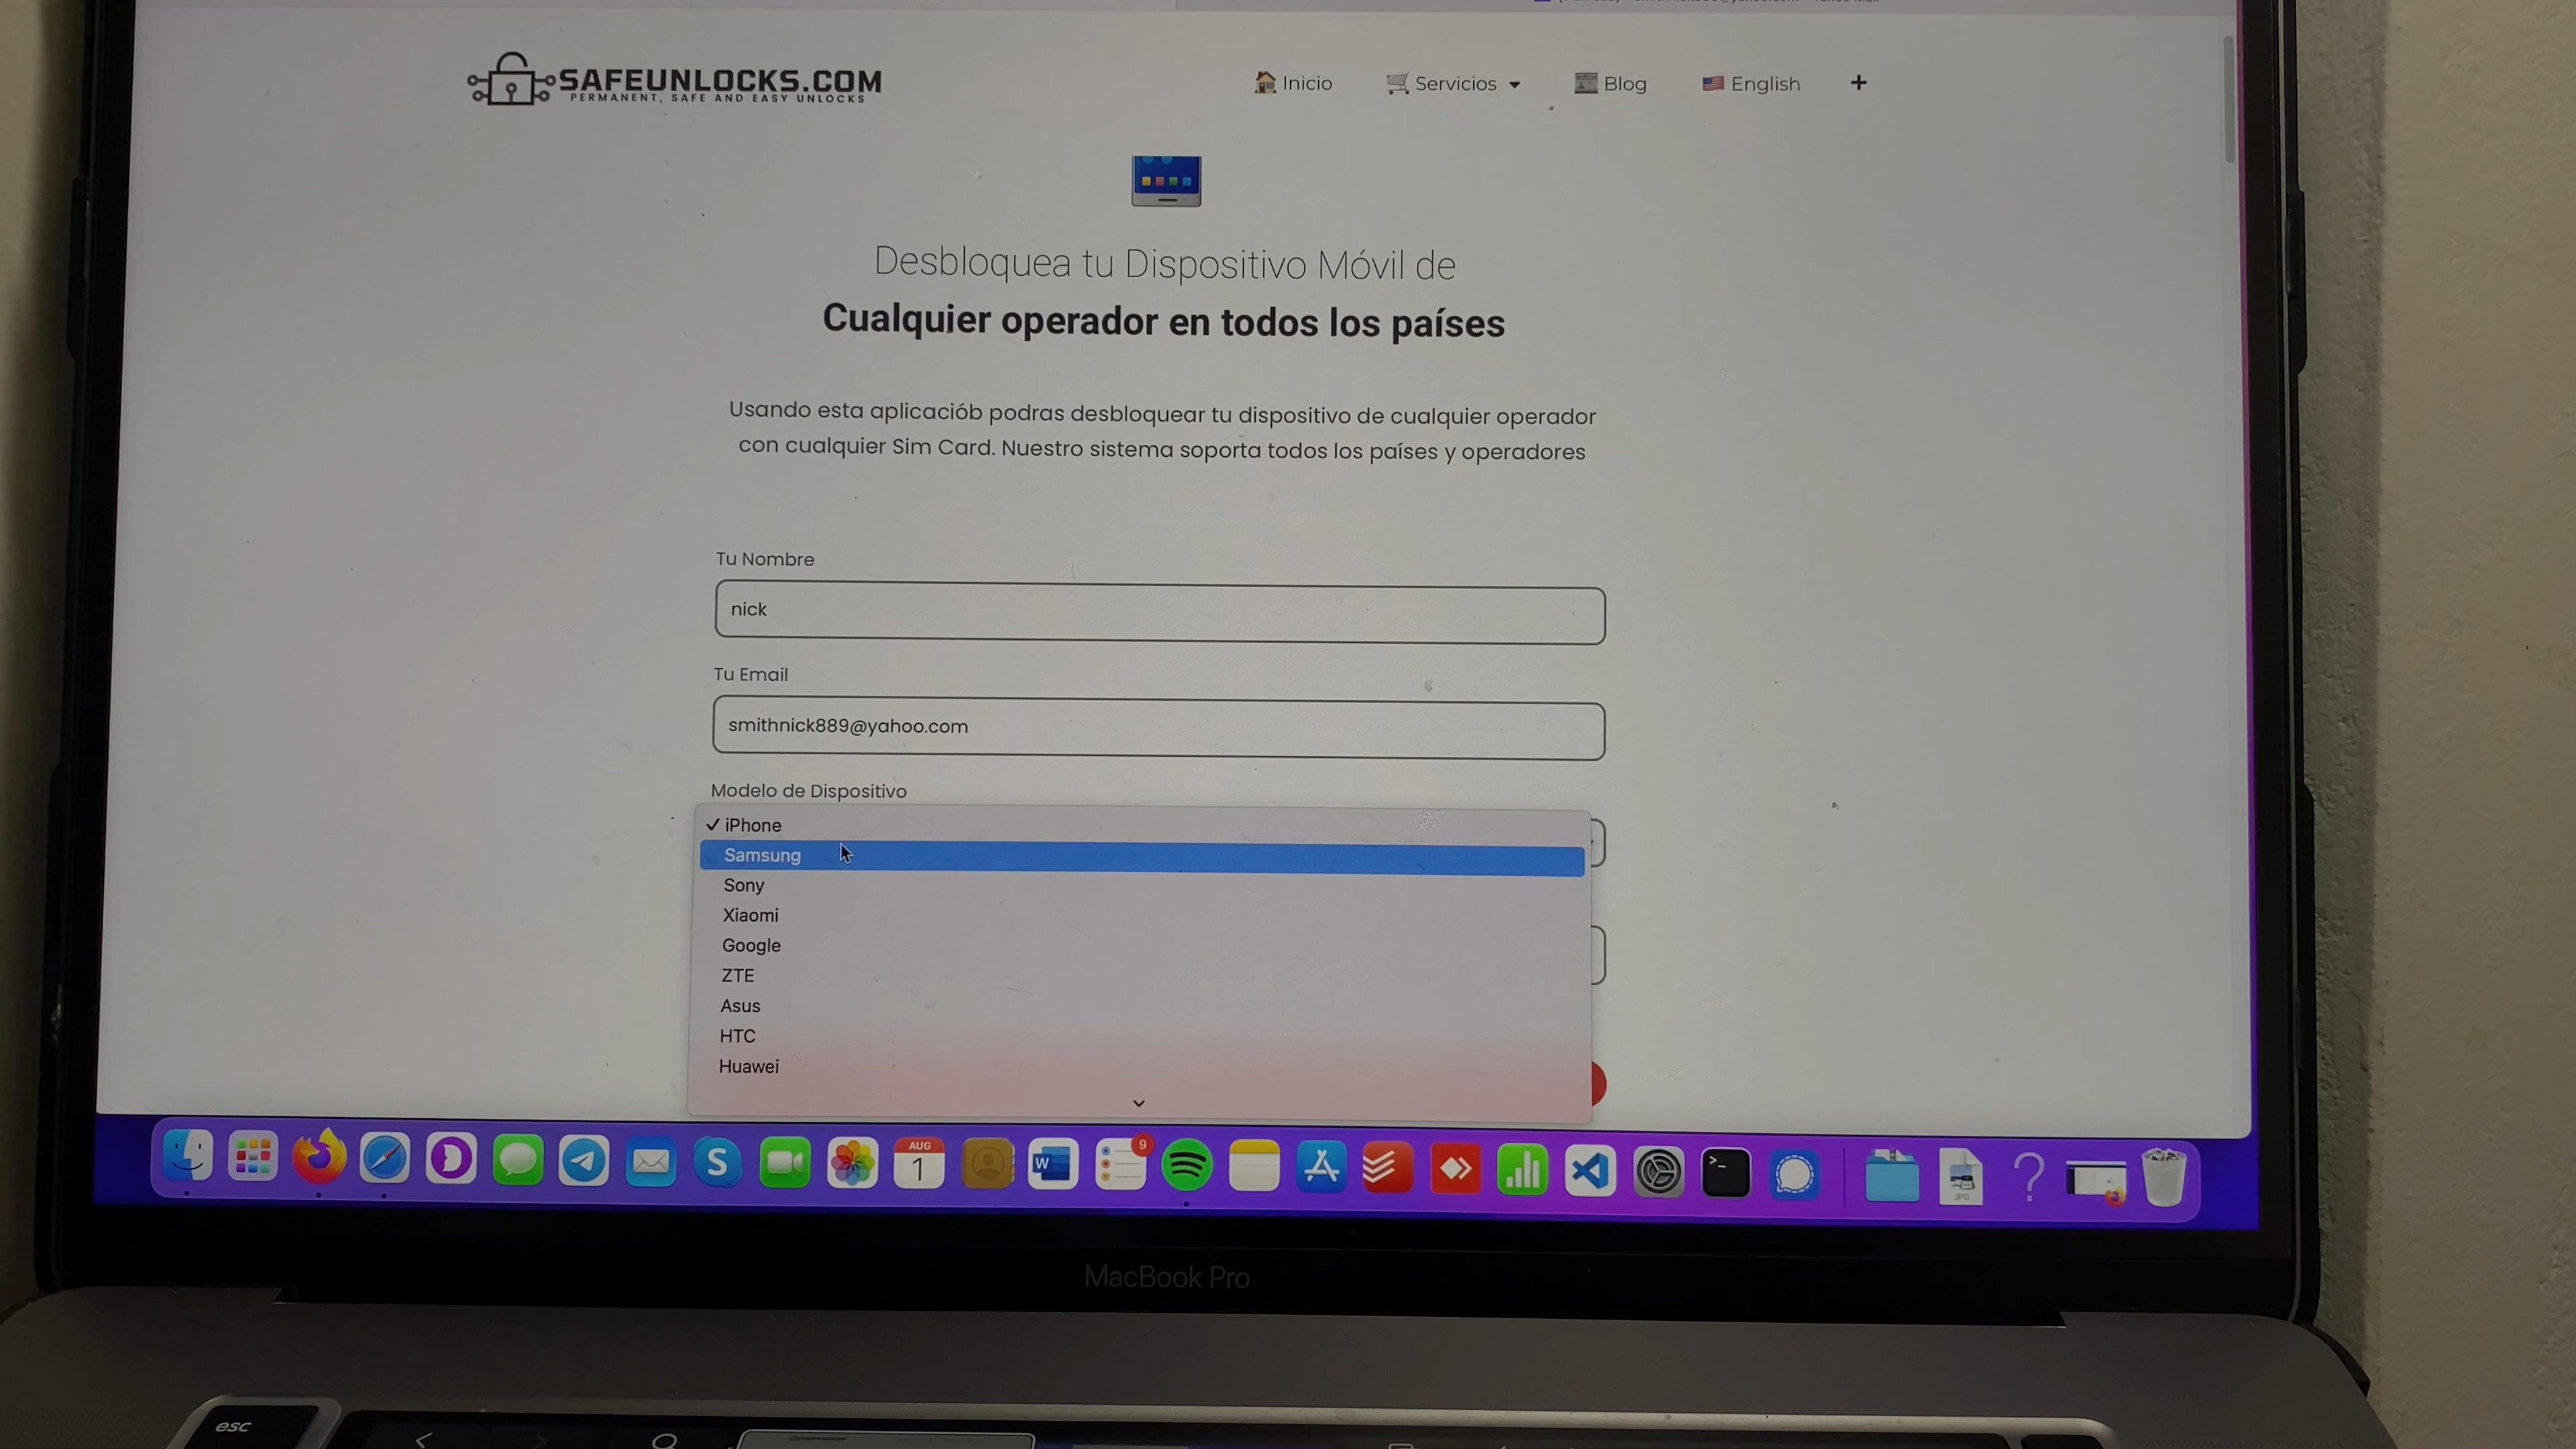 SAFEUNLOCKS.COM
PERMANENT, SAFE AND EASY UNLOCKS
Inicio
Servicios
Blog
English
+
Desbloquea tu Dispositivo Móvil de
Cualquier operador en todos los países
Usando esta aplicaciób podras desbloquear tu dispositivo de cualquier operador
con cualquier Sim Card. Nuestro sistema soporta todos los países y operadores
Tu Nombre
nick
Tu Email
smithnick889@yahoo.com
Modelo de Dispositivo
✓ iPhone
Samsung
Sony
Xiaomi
Google
ZTE
Asus
HTC
Huawei
S
AUG
1
W
9
>_
JPG
?
MacBook Pro
esc